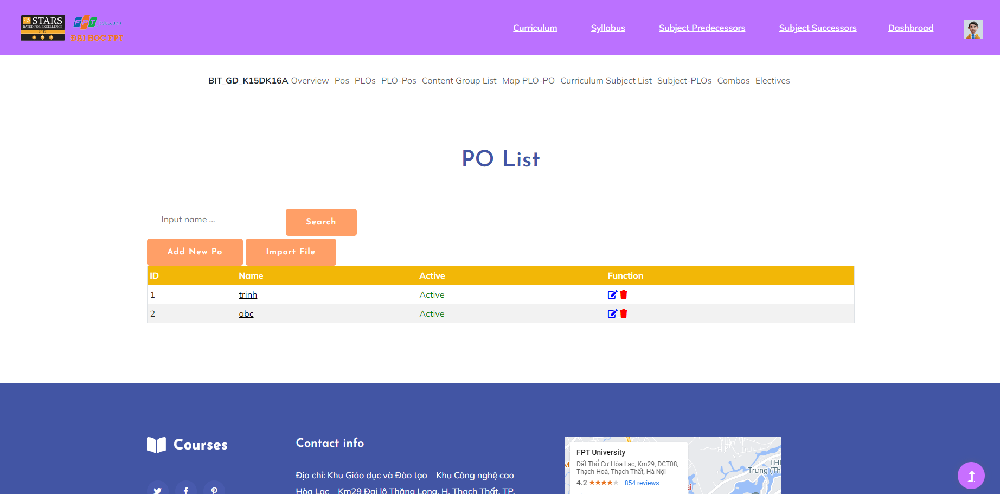 QS STARS
RATED FOR EXCELLENCE
2012
FPT Education
ĐẠI HỌC FPT
Curriculum Syllabus Subject Predecessors Subject Successors Dashbroad
BIT_GD_K15DK16A Overview Pos PLOs PLO-Pos Content Group List Map PLO-PO Curriculum Subject List Subject-PLOs Combos Electives
PO List
Input name ... Search
Add New Po Import File
ID Name Active Function
1 trinh Active
2 abc Active
Courses
Contact info
Địa chỉ: Khu Giáo dục và Đào tạo – Khu Công nghệ cao
Hòa Lạc – Km29 Đại lộ Thăng Long, H. Thạch Thất, TP.
FPT University
Đất Thổ Cư Hòa Lạc, Km29, ĐCT08,
Thạch Hoà, Thạch Thất, Hà Nội
4.2 854 reviews
Trưng (Th